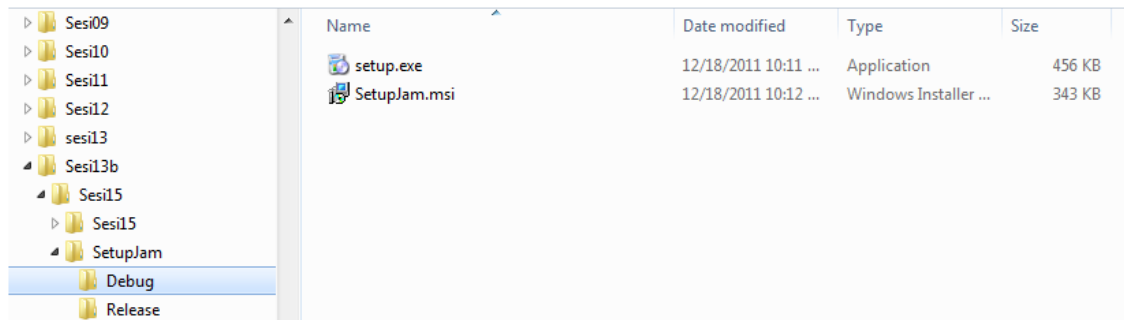 Sesi09
Sesi10
Sesi11
Sesi12
sesi13
Sesi13b
Sesi15
Sesi15
SetupJam
Debug
Release
Name Date modified Type Size
setup.exe 12/18/2011 10:11 ... Application 456 KB
SetupJam.msi 12/18/2011 10:12 ... Windows Installer ... 343 KB